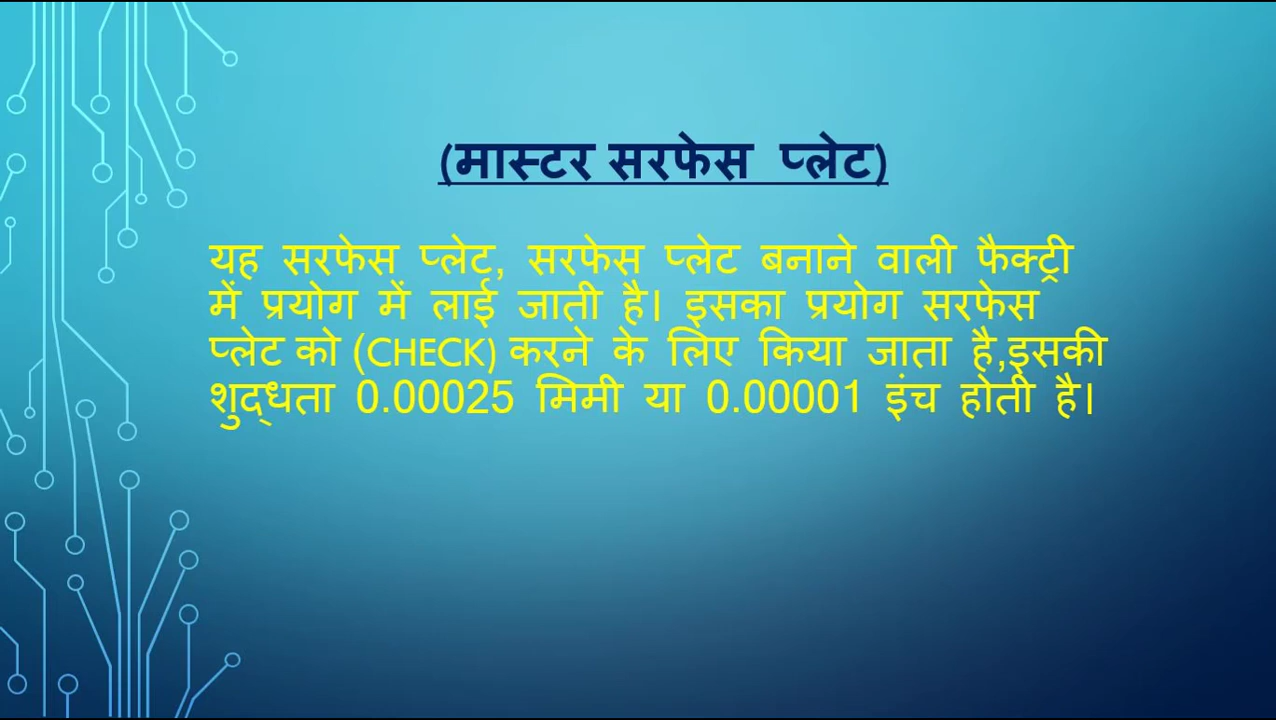 (मास्टर सरफेस प्लेट)
यह सरफेस प्लेट, सरफेस प्लेट बनाने वाली फैक्ट्री
में प्रयोग में लाई जाती है। इसका प्रयोग सरफेस
प्लेट को (CHECK) करने के लिए किया जाता है,इसकी
शुद्धता 0.00025 मिमी या 0.00001 इंच होती है।